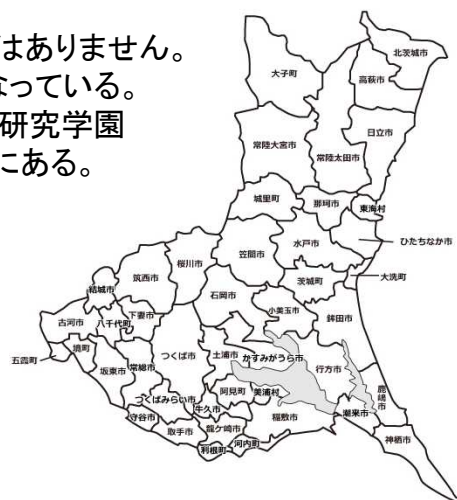 はありません。
なっている。
研究学園
にある。
北茨城市
大子町
高萩市
日立市
常陸大宮市
常陸太田市
城里町
那珂市
東海村
ひたちなか市
笠間市
水戸市
桜川市
茨城町
大洗町
筑西市
石岡市
結城市
小美玉市
鉾田市
古河市
八千代町
下妻市
つくば市
土浦市
かすみがうら市
行方市
五霞町
境町
坂東市
常総市
阿見町
美浦村
鹿嶋市
つくばみらい市
牛久市
稲敷市
潮来市
守谷市
取手市
龍ケ崎市
神栖市
利根町
河内町